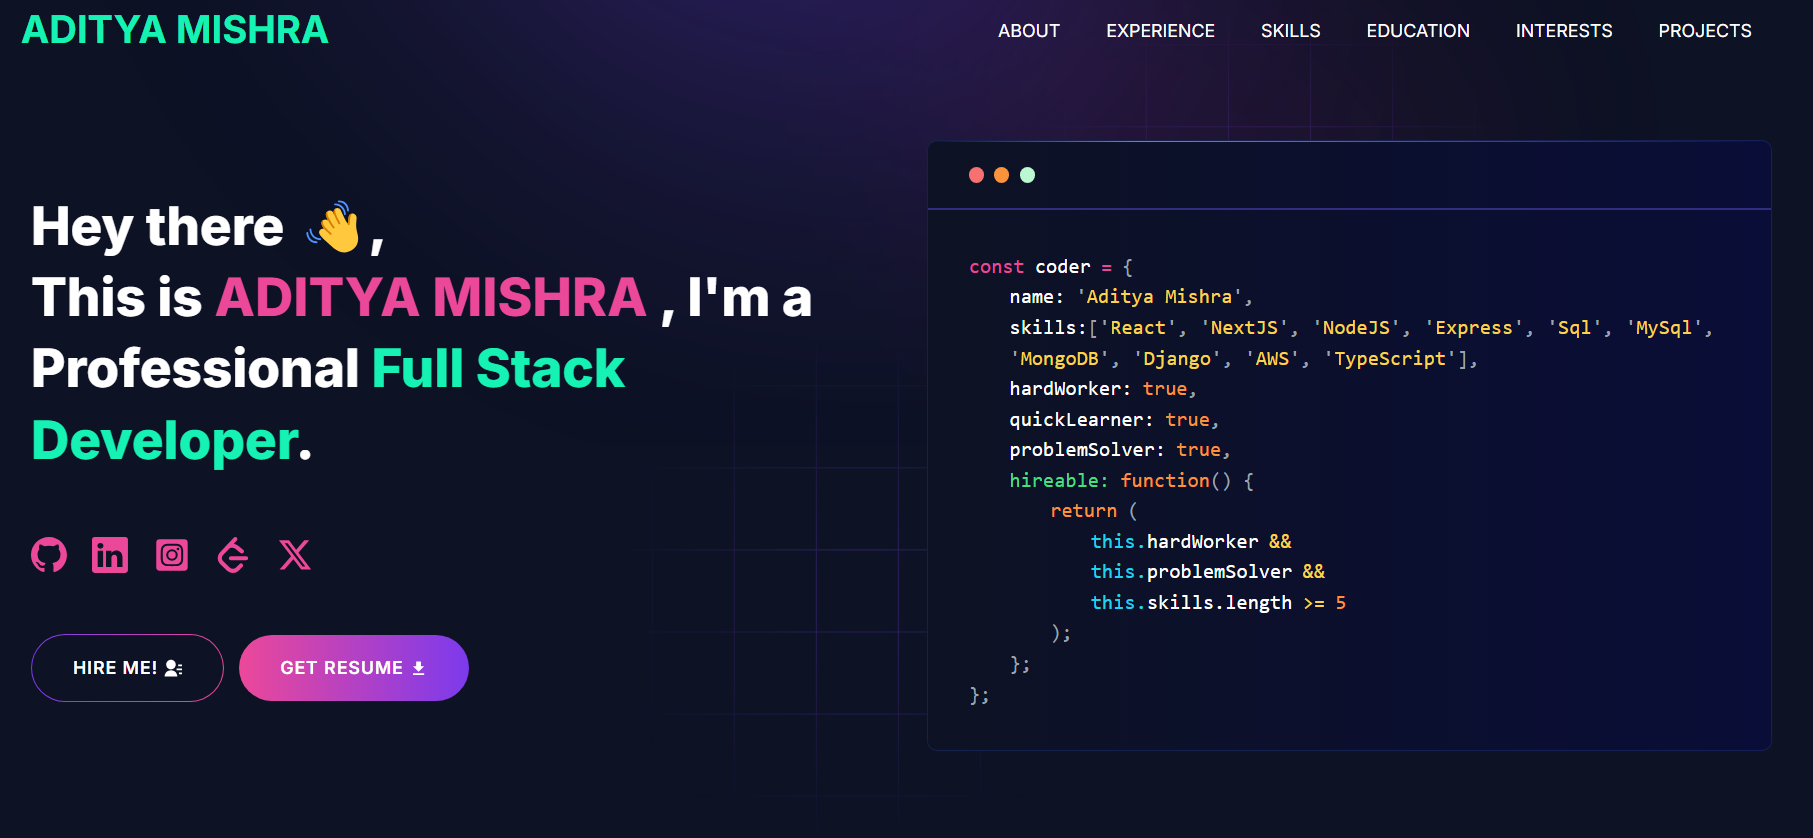 ADITYA MISHRA
ABOUT EXPERIENCE SKILLS EDUCATION INTERESTS PROJECTS
Hey there 👋,
This is ADITYA MISHRA , I'm a
Professional Full Stack
Developer.
HIRE ME!
GET RESUME
const coder = {
name: 'Aditya Mishra',
skills:['React', 'NextJS', 'NodeJS', 'Express', 'Sql', 'MySql',
'MongoDB', 'Django', 'AWS', 'TypeScript'],
hardWorker: true,
quickLearner: true,
problemSolver: true,
hireable: function() {
return (
this.hardWorker &&
this.problemSolver &&
this.skills.length >= 5
);
};
};